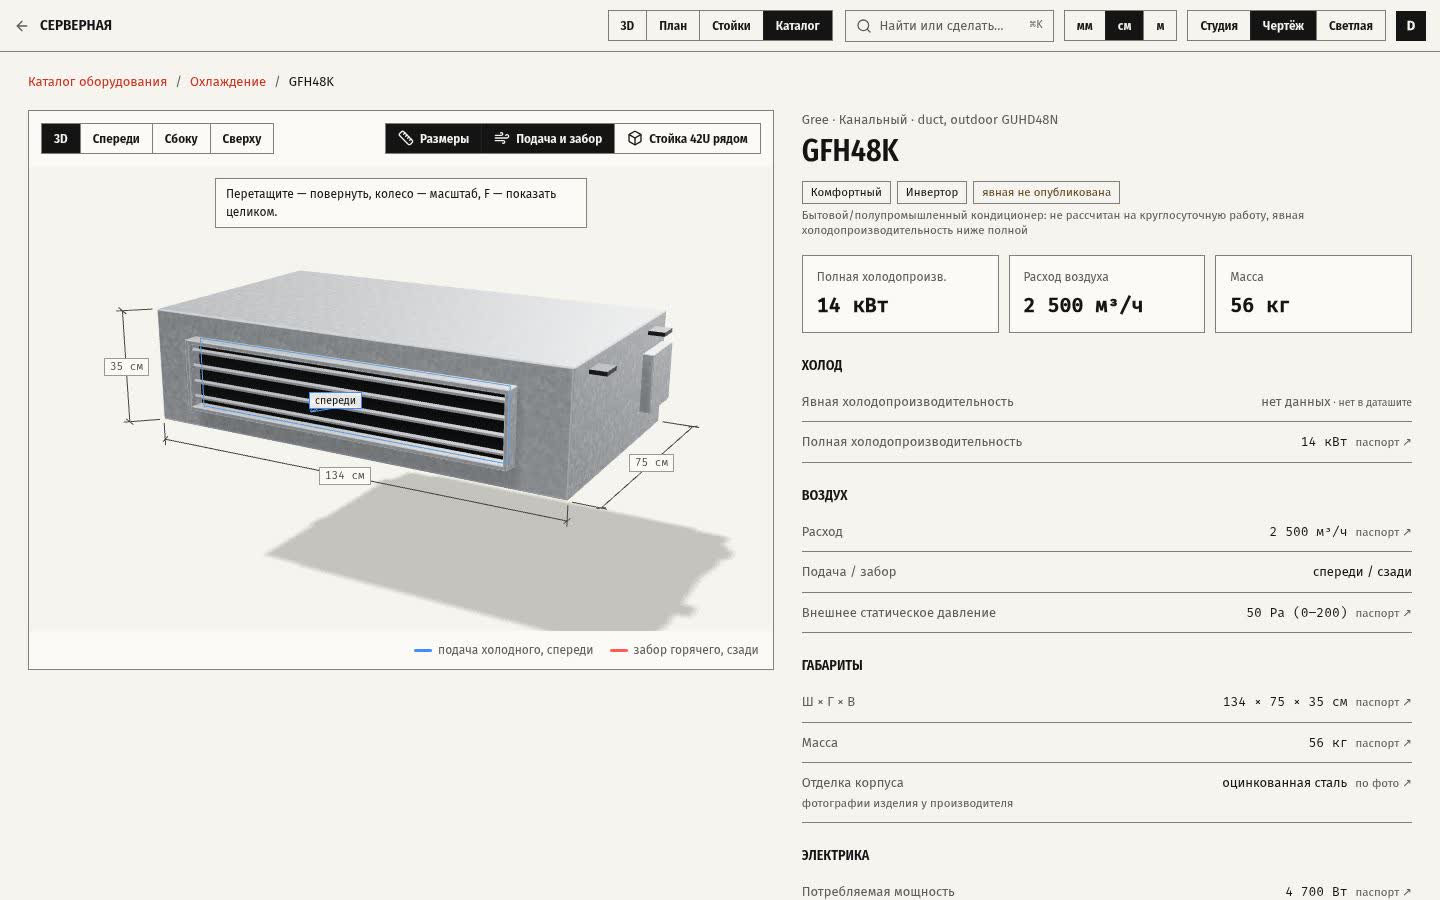 СЕРВЕРНАЯ
3D
План
Стойки
Каталог
Найти или сделать...
⌘K
мм
см
м
Студия
Чертёж
Светлая
D
Каталог оборудования / Охлаждение / GFH48K
3D
Спереди
Сбоку
Сверху
Размеры
Подача и забор
Стойка 42U рядом
Перетащите — повернуть, колесо — масштаб, F — показать
целиком.
35 см
спереди
134 см
75 см
подача холодного, спереди
забор горячего, сзади
Gree · Канальный · duct, outdoor GUHD48N
GFH48K
Комфортный
Инвертор
явная не опубликована
Бытовой/полупромышленный кондиционер: не рассчитан на круглосуточную работу, явная
холодопроизводительность ниже полной
Полная холодопроизв.
14 кВт
Расход воздуха
2 500 м³/ч
Масса
56 кг
ХОЛОД
Явная холодопроизводительность
нет данных · нет в даташите
Полная холодопроизводительность
14 кВт паспорт ↗
ВОЗДУХ
Расход
2 500 м³/ч паспорт ↗
Подача / забор
спереди / сзади
Внешнее статическое давление
50 Pa (0–200) паспорт ↗
ГАБАРИТЫ
Ш × Г × В
134 × 75 × 35 см паспорт ↗
Масса
56 кг паспорт ↗
Отделка корпуса
оцинкованная сталь по фото ↗
фотографии изделия у производителя
ЭЛЕКТРИКА
Потребляемая мощность
4 700 Вт паспорт ↗